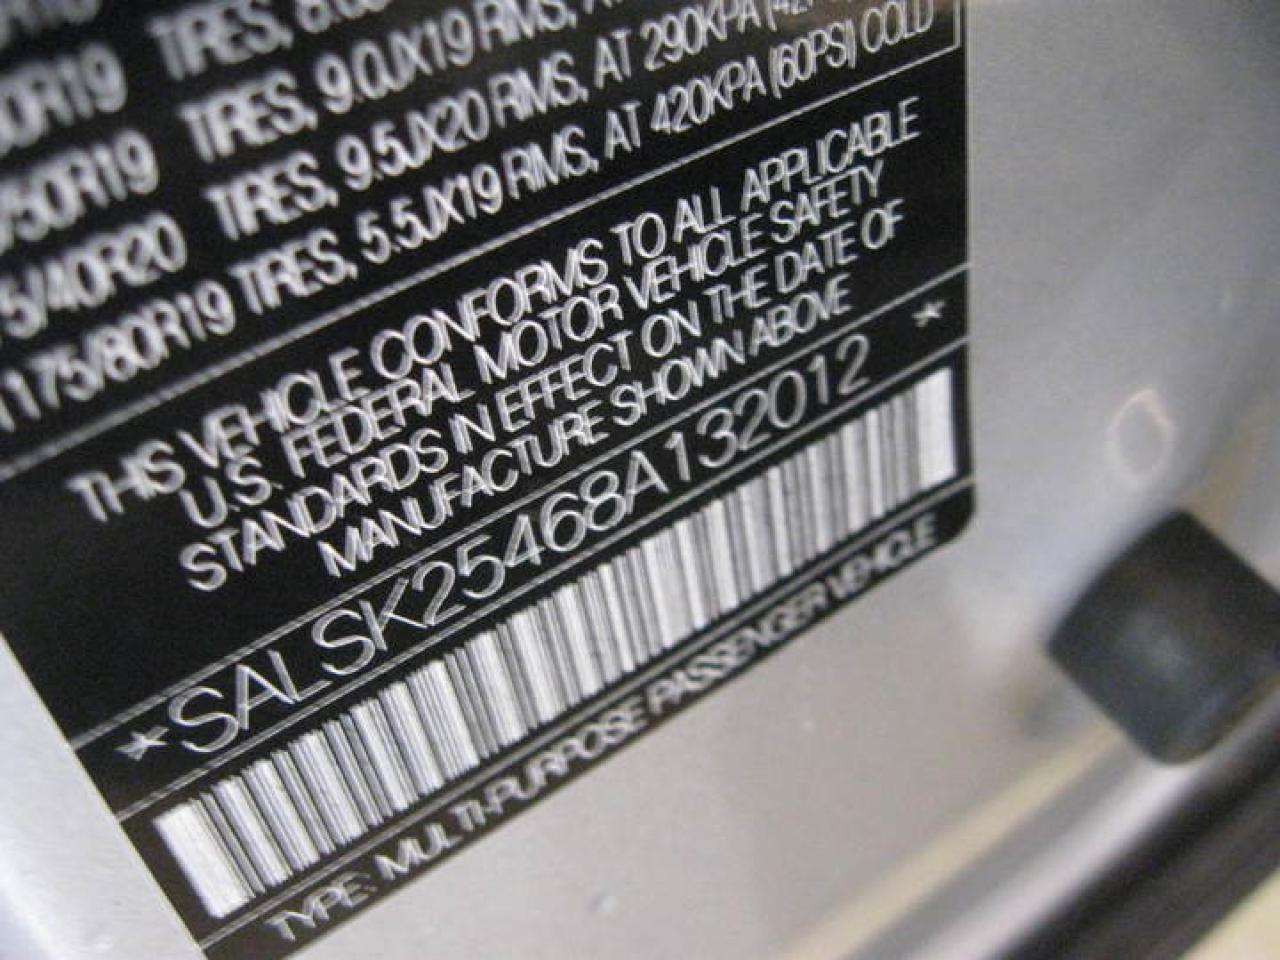 TIRES,
0R19 TIRES, 9.0JX19 RIMS,
/50R19 TIRES, 9.5JX20 RIMS, AT 290KPA
5/40R20 TIRES, 5.5JX19 RIMS, AT 420KPA (60PSI) COLD
175/80R19
THIS VEHICLE CONFORMS TO ALL APPLICABLE
U.S. FEDERAL MOTOR VEHICLE SAFETY
STANDARDS IN EFFECT ON THE DATE OF
MANUFACTURE SHOWN ABOVE
*SALSK25468A132012 *
TYPE: MULTI-PURPOSE PASSENGER VEHICLE